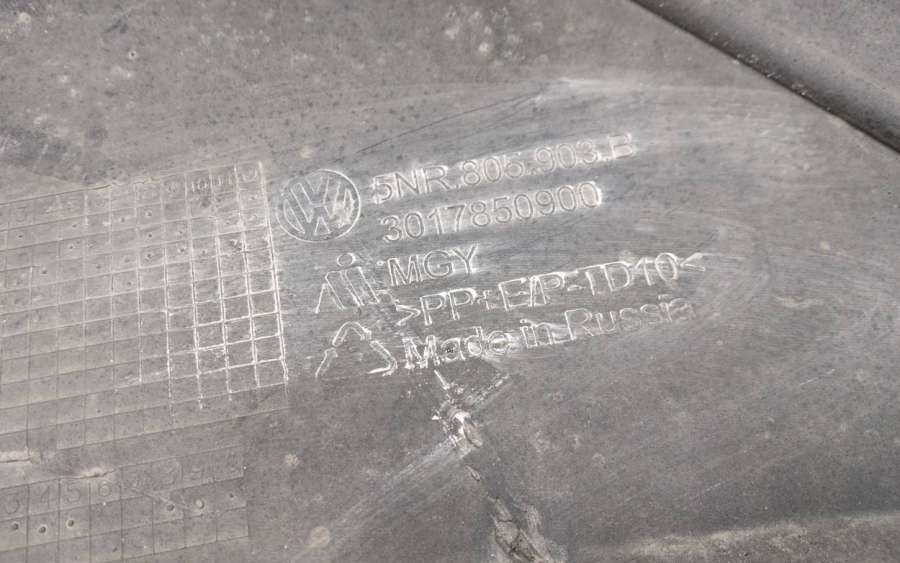 5NR.805.903.B
3017850900
MGY
>PP+E/P-TD10<
Made in Russia